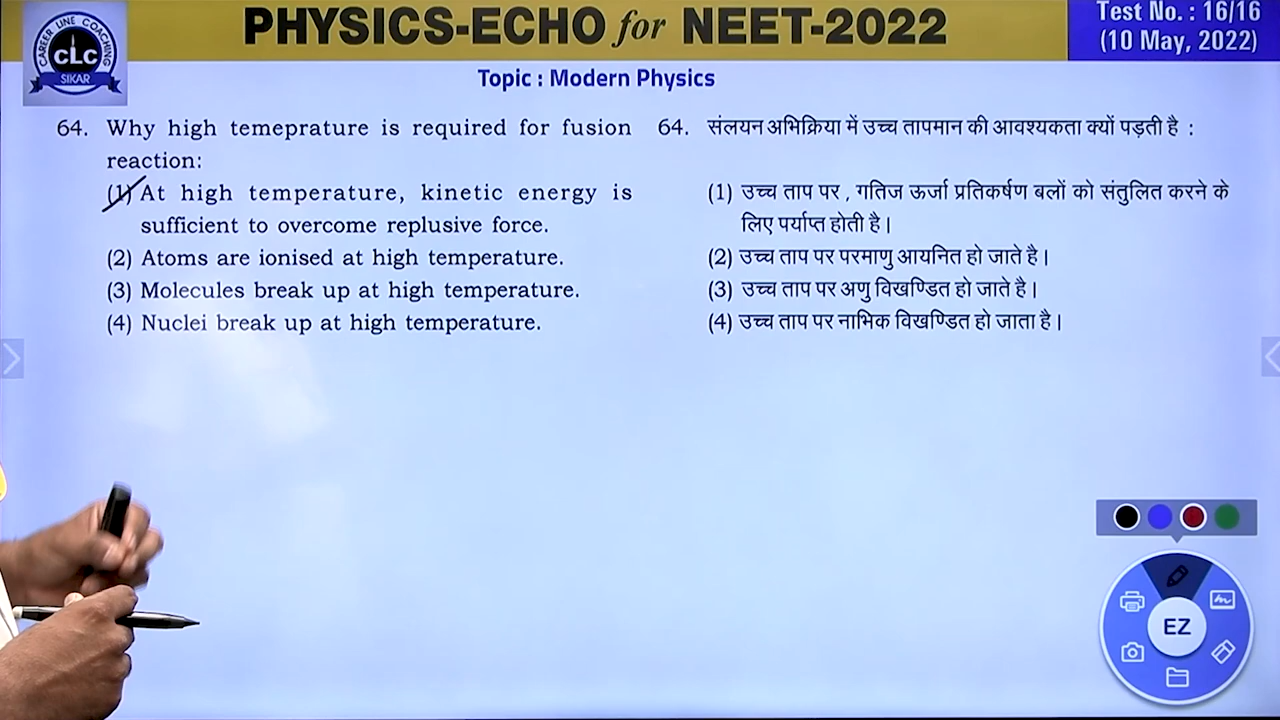 PHYSICS-ECHO for NEET-2022
Test No. : 16/16
(10 May, 2022)
CAREER LINE COACHING
CLC
SIKAR
Topic : Modern Physics
64. Why high temeprature is required for fusion
reaction:
(1) At high temperature, kinetic energy is
sufficient to overcome replusive force.
(2) Atoms are ionised at high temperature.
(3) Molecules break up at high temperature.
(4) Nuclei break up at high temperature.
64. संलयन अभिक्रिया में उच्च तापमान की आवश्यकता क्यों पड़ती है :
(1) उच्च ताप पर , गतिज ऊर्जा प्रतिकर्षण बलों को संतुलित करने के
लिए पर्याप्त होती है।
(2) उच्च ताप पर परमाणु आयनित हो जाते है।
(3) उच्च ताप पर अणु विखण्डित हो जाते है।
(4) उच्च ताप पर नाभिक विखण्डित हो जाता है।
EZ